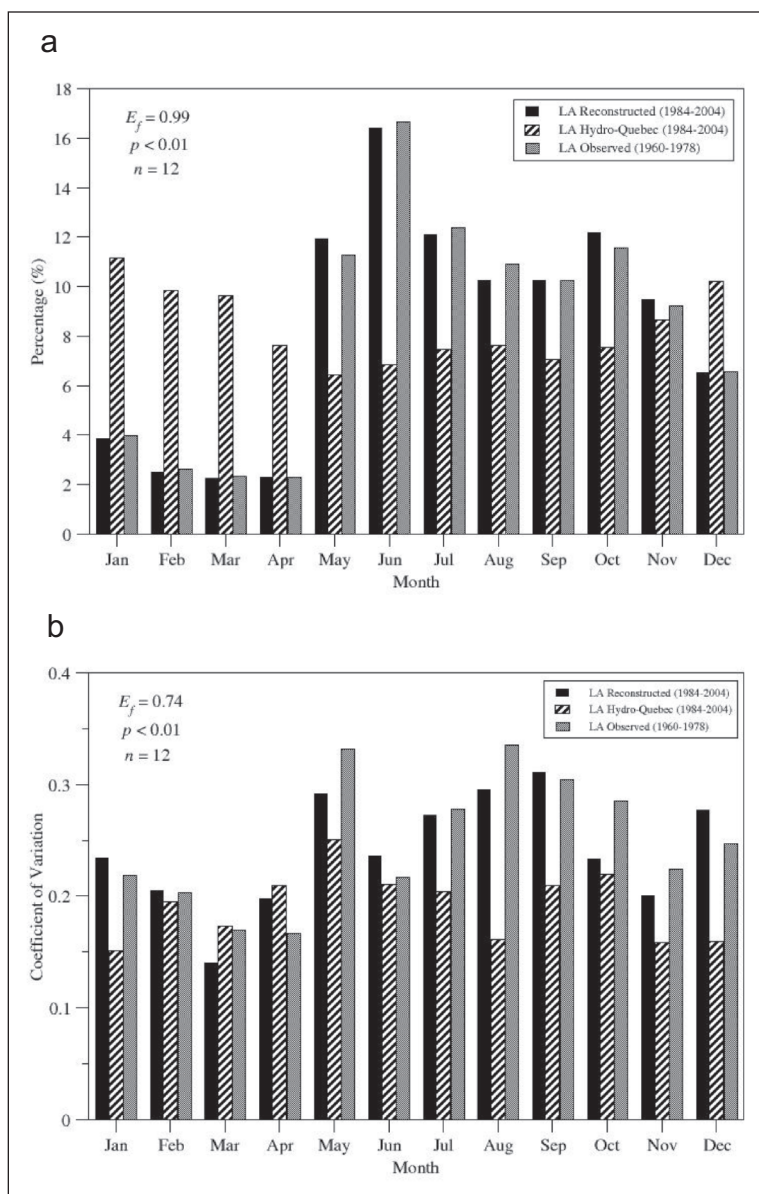 a
18
16
14
12
10
8
6
4
2
0
Percentage (%)
E_f = 0.99
p < 0.01
n = 12
LA Reconstructed (1984-2004)
LA Hydro-Quebec (1984-2004)
LA Observed (1960-1978)
Jan Feb Mar Apr May Jun Jul Aug Sep Oct Nov Dec
Month
b
0.4
0.3
0.2
0.1
0
Coefficient of Variation
E_f = 0.74
p < 0.01
n = 12
LA Reconstructed (1984-2004)
LA Hydro-Quebec (1984-2004)
LA Observed (1960-1978)
Jan Feb Mar Apr May Jun Jul Aug Sep Oct Nov Dec
Month